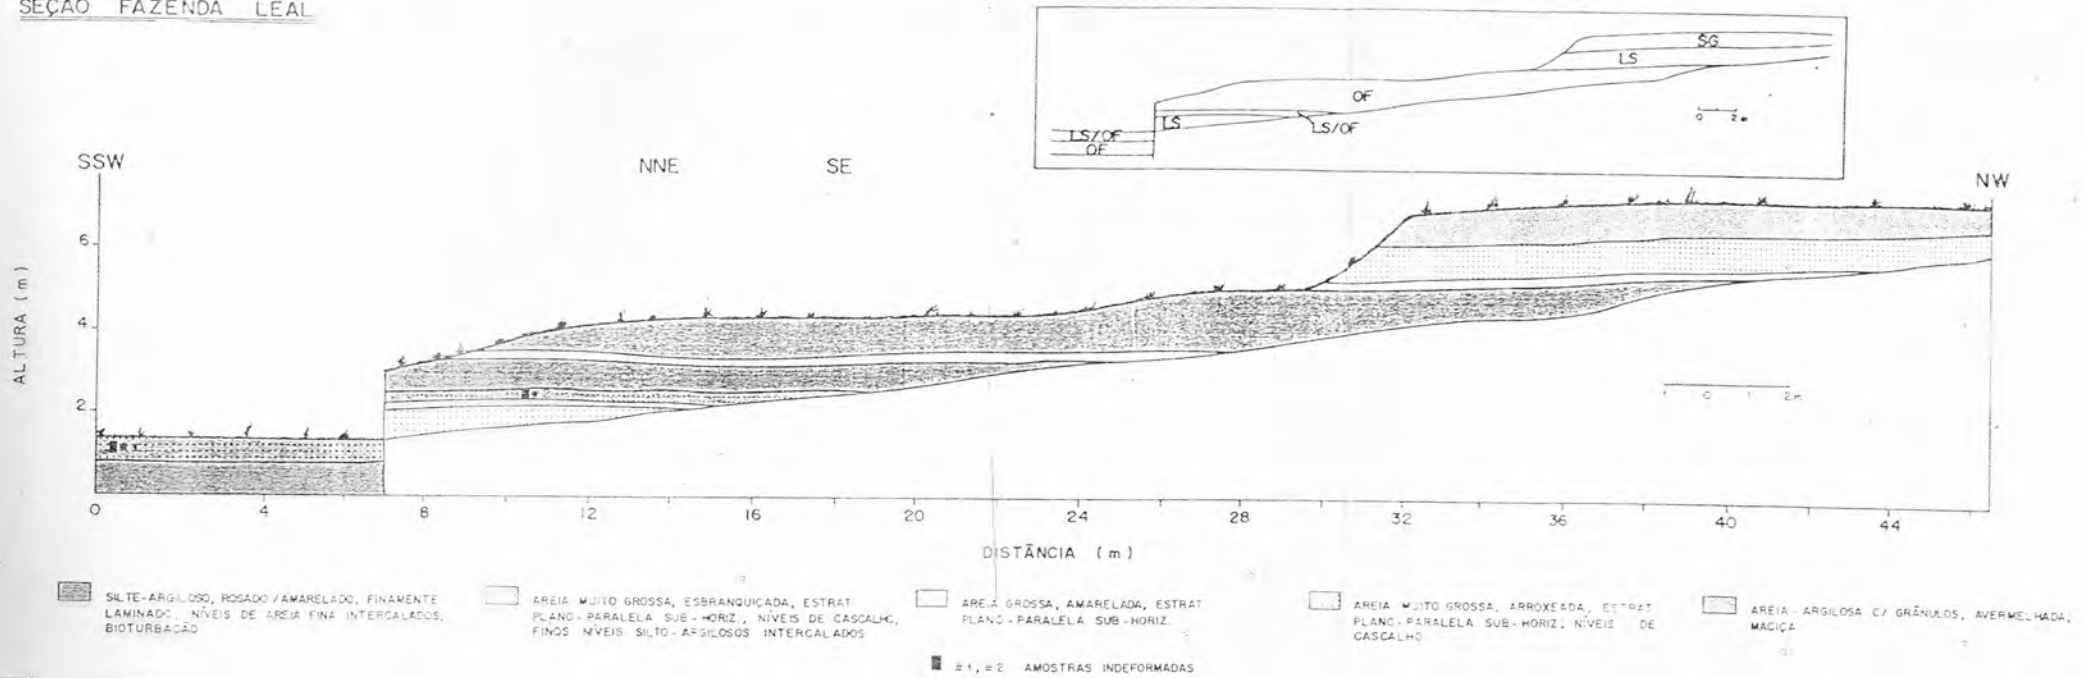 SEÇÃO FAZENDA LEAL
SG
LS
OF
LS
LS/OF
LS/OF
OF
0 2m
SSW
NNE
SE
NW
ALTURA (m)
6
4
2
# 1
# 2
1 0 1 2m
0 4 8 12 16 20 24 28 32 36 40 44
DISTÂNCIA (m)
SILTE-ARGILOSO, ROSADO/AMARELADO, FINAMENTE
LAMINADO, NÍVEIS DE AREIA FINA INTERCALADOS,
BIOTURBAÇÃO
AREIA MUITO GROSSA, ESBRANQUIÇADA, ESTRAT.
PLANO-PARALELA SUB-HORIZ.; NÍVEIS DE CASCALHO,
FINOS NÍVEIS SILTO-ARGILOSOS INTERCALADOS
AREIA GROSSA, AMARELADA, ESTRAT.
PLANO-PARALELA SUB-HORIZ.
AREIA MUITO GROSSA, ARROXEADA, ESTRAT.
PLANO-PARALELA SUB-HORIZ; NÍVEIS DE
CASCALHO
AREIA-ARGILOSA C/ GRÂNULOS, AVERMELHADA,
MACIÇA
#1, #2 AMOSTRAS INDEFORMADAS